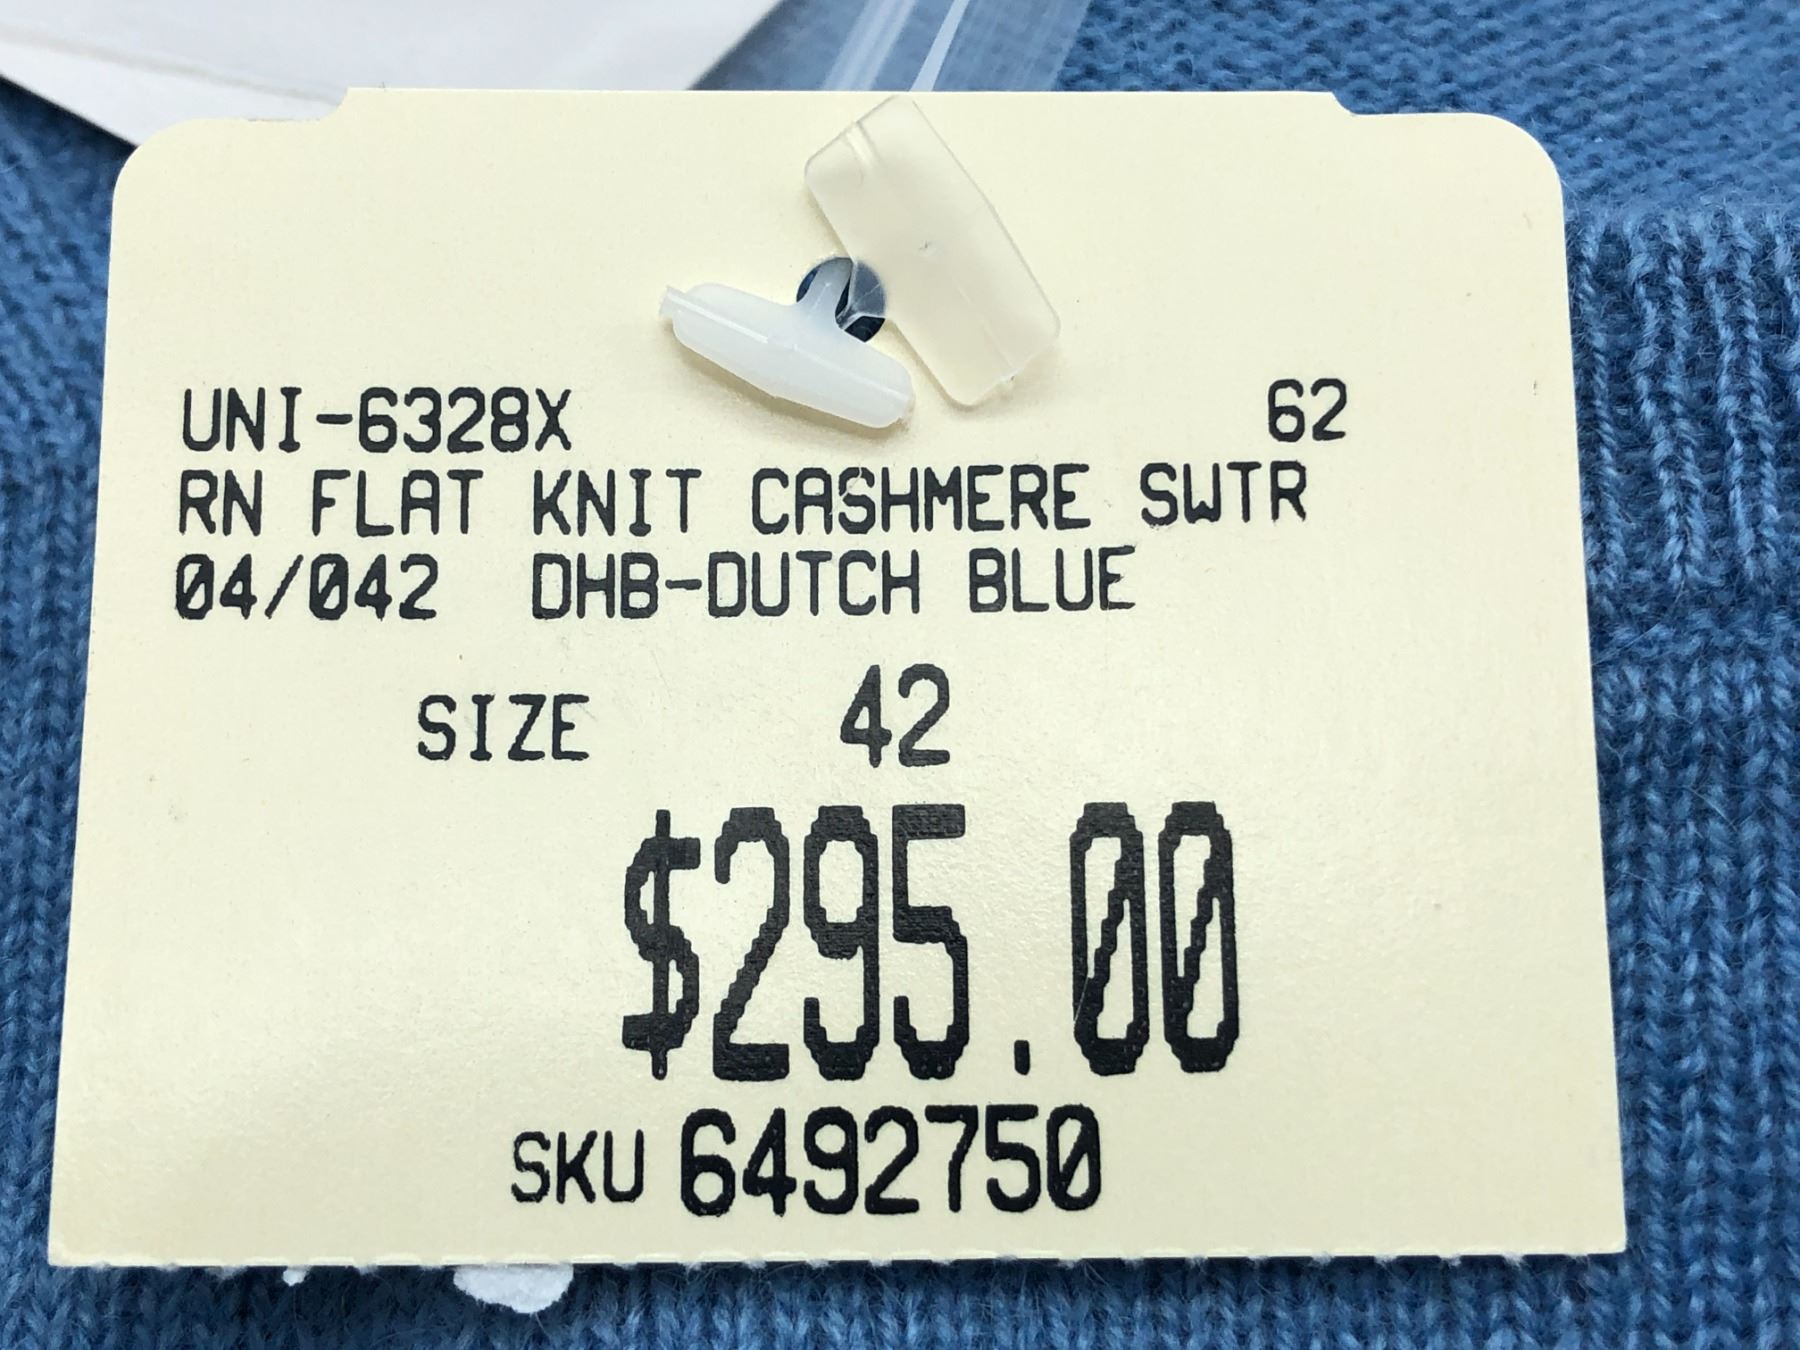 UNI-6328X 62
RN FLAT KNIT CASHMERE SWTR
04/042 DHB-DUTCH BLUE
SIZE 42
$295.00
SKU 6492750